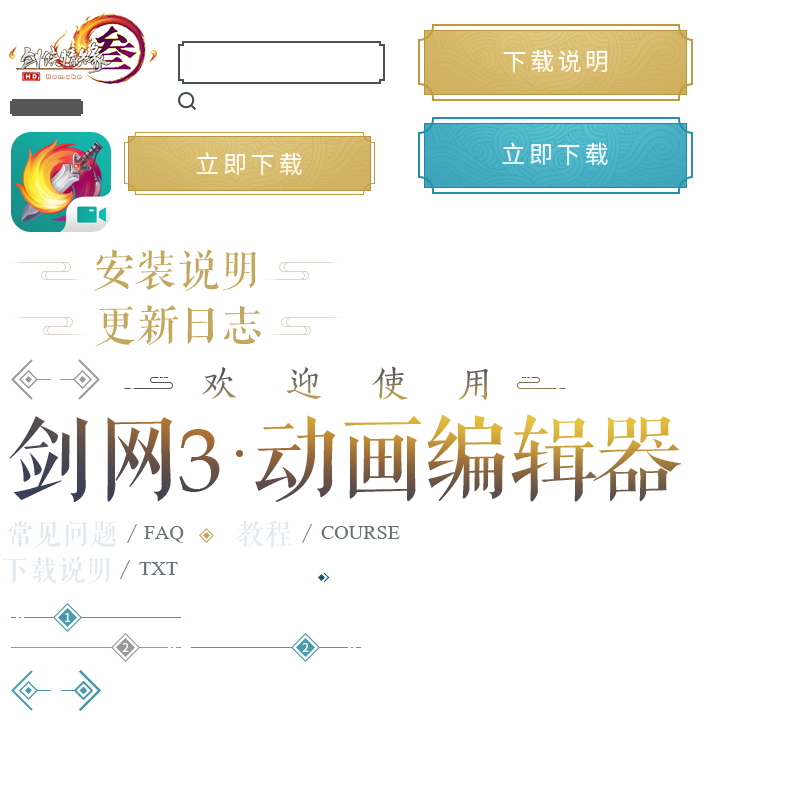 剑侠情缘 叁
HD Remake
下载说明
立即下载
立即下载
安装说明
更新日志
欢迎使用
剑网3·动画编辑器
常见问题 / FAQ 教程 / COURSE
下载说明 / TXT
1
2 2